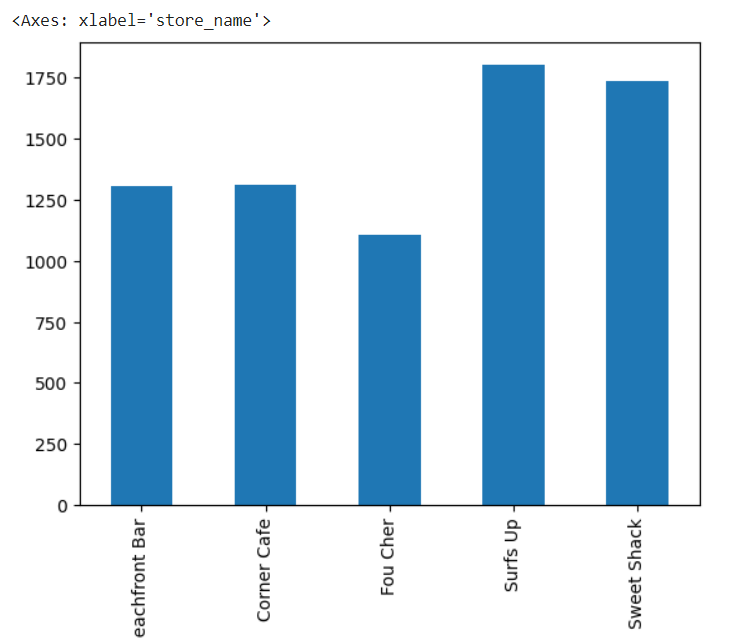 <Axes: xlabel='store_name'>
1750
1500
1250
1000
750
500
250
0
eachfront Bar
Corner Cafe
Fou Cher
Surfs Up
Sweet Shack